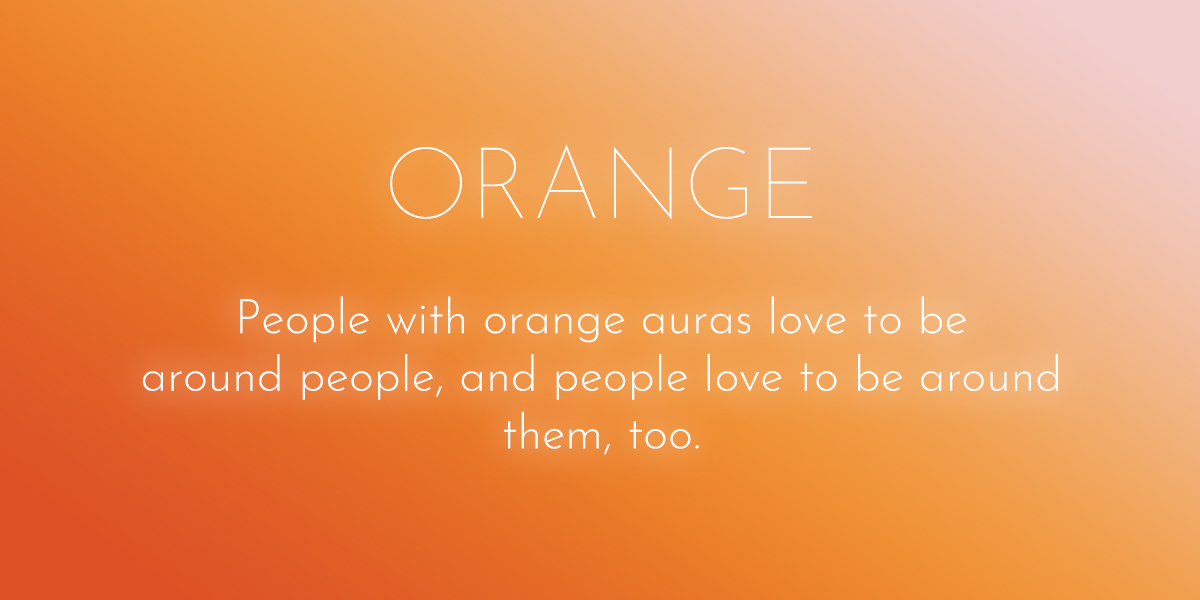 ORANGE
People with orange auras love to be
around people, and people love to be around
them, too.